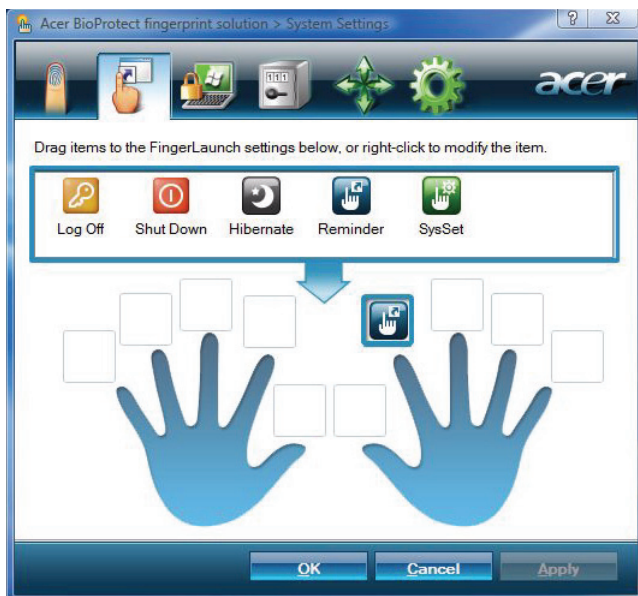 Acer BioProtect fingerprint solution > System Settings
acer
Drag items to the FingerLaunch settings below, or right-click to modify the item.
Log Off Shut Down Hibernate Reminder SysSet
OK Cancel Apply